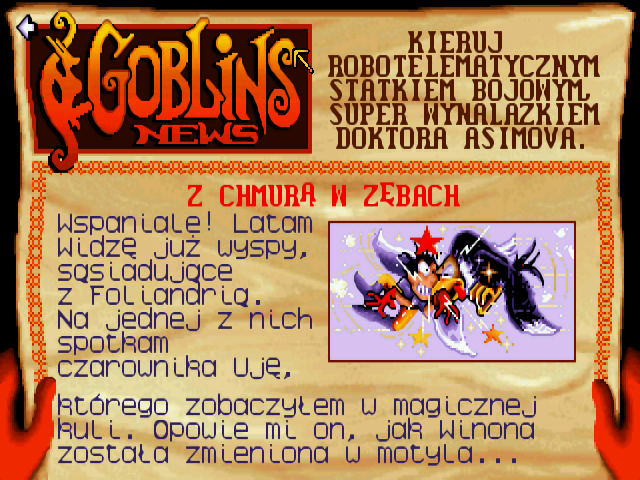 & GOBLINS
NEWS
KIERUJ
ROBOTELEMATYCZNYM
STATKIEM BOJOWYM,
SUPER WYNALAZKIEM
DOKTORA ASIMOVA.
Z CHMURĄ W ZĘBACH
Wspaniale! Latam
Widzę już wyspy,
sąsiadujące
z Foliandrią.
Na jednej z nich
spotkam
czarownika Uję,
którego zobaczyłem w magicznej
kuli. Opowie mi on, jak Winona
została zmieniona w motyla...